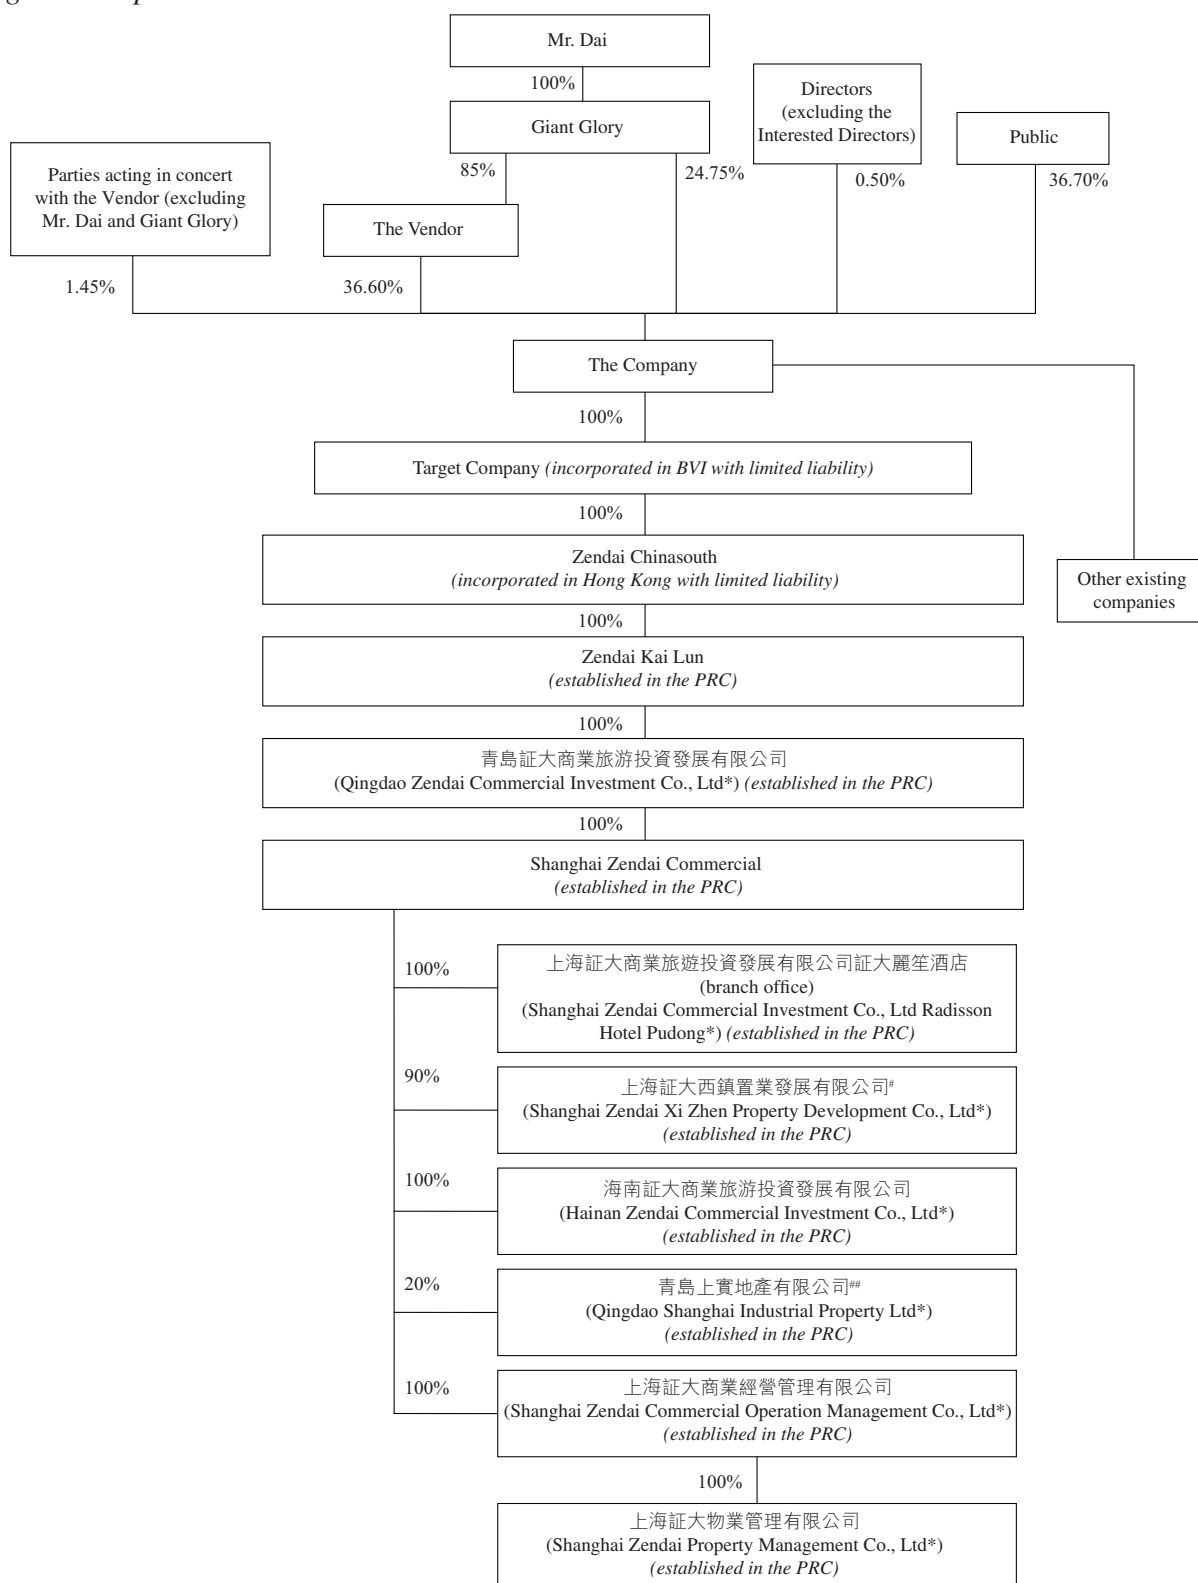 Mr. Dai
100%
Giant Glory
Directors
(excluding the
Interested Directors)
Public
Parties acting in concert
with the Vendor (excluding
Mr. Dai and Giant Glory)
85%
24.75%
0.50%
36.70%
The Vendor
1.45%
36.60%
The Company
100%
Target Company (incorporated in BVI with limited liability)
100%
Zendai Chinasouth
(incorporated in Hong Kong with limited liability)
Other existing
companies
100%
Zendai Kai Lun
(established in the PRC)
100%
青島証大商業旅游投資發展有限公司
(Qingdao Zendai Commercial Investment Co., Ltd*) (established in the PRC)
100%
Shanghai Zendai Commercial
(established in the PRC)
100%
上海証大商業旅遊投資發展有限公司証大麗笙酒店
(branch office)
(Shanghai Zendai Commercial Investment Co., Ltd Radisson
Hotel Pudong*) (established in the PRC)
90%
上海証大西鎮置業發展有限公司#
(Shanghai Zendai Xi Zhen Property Development Co., Ltd*)
(established in the PRC)
100%
海南証大商業旅游投資發展有限公司
(Hainan Zendai Commercial Investment Co., Ltd*)
(established in the PRC)
20%
青島上實地產有限公司##
(Qingdao Shanghai Industrial Property Ltd*)
(established in the PRC)
100%
上海証大商業經營管理有限公司
(Shanghai Zendai Commercial Operation Management Co., Ltd*)
(established in the PRC)
100%
上海証大物業管理有限公司
(Shanghai Zendai Property Management Co., Ltd*)
(established in the PRC)